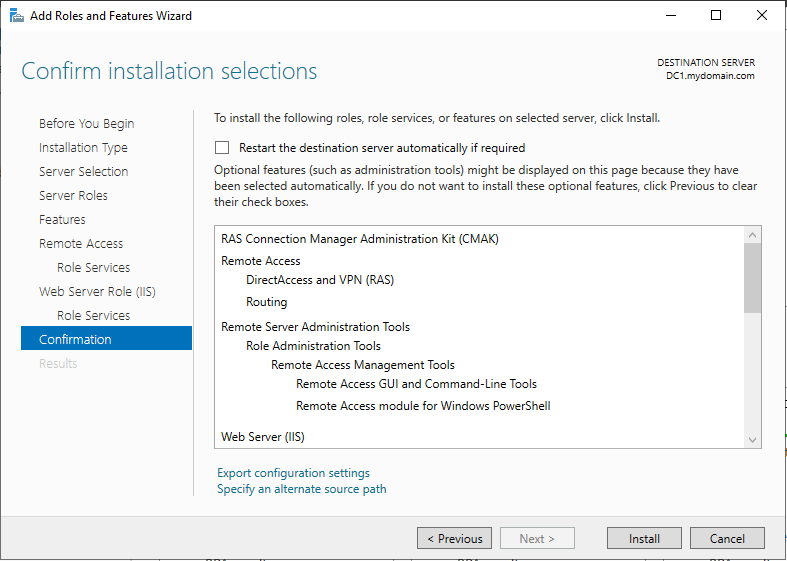 Add Roles and Features Wizard
Confirm installation selections
DESTINATION SERVER
DC1.mydomain.com
Before You Begin
Installation Type
Server Selection
Server Roles
Features
Remote Access
Role Services
Web Server Role (IIS)
Role Services
Confirmation
Results
To install the following roles, role services, or features on selected server, click Install.
Restart the destination server automatically if required
Optional features (such as administration tools) might be displayed on this page because they have
been selected automatically. If you do not want to install these optional features, click Previous to clear
their check boxes.
RAS Connection Manager Administration Kit (CMAK)
Remote Access
DirectAccess and VPN (RAS)
Routing
Remote Server Administration Tools
Role Administration Tools
Remote Access Management Tools
Remote Access GUI and Command-Line Tools
Remote Access module for Windows PowerShell
Web Server (IIS)
Export configuration settings
Specify an alternate source path
< Previous
Next >
Install
Cancel